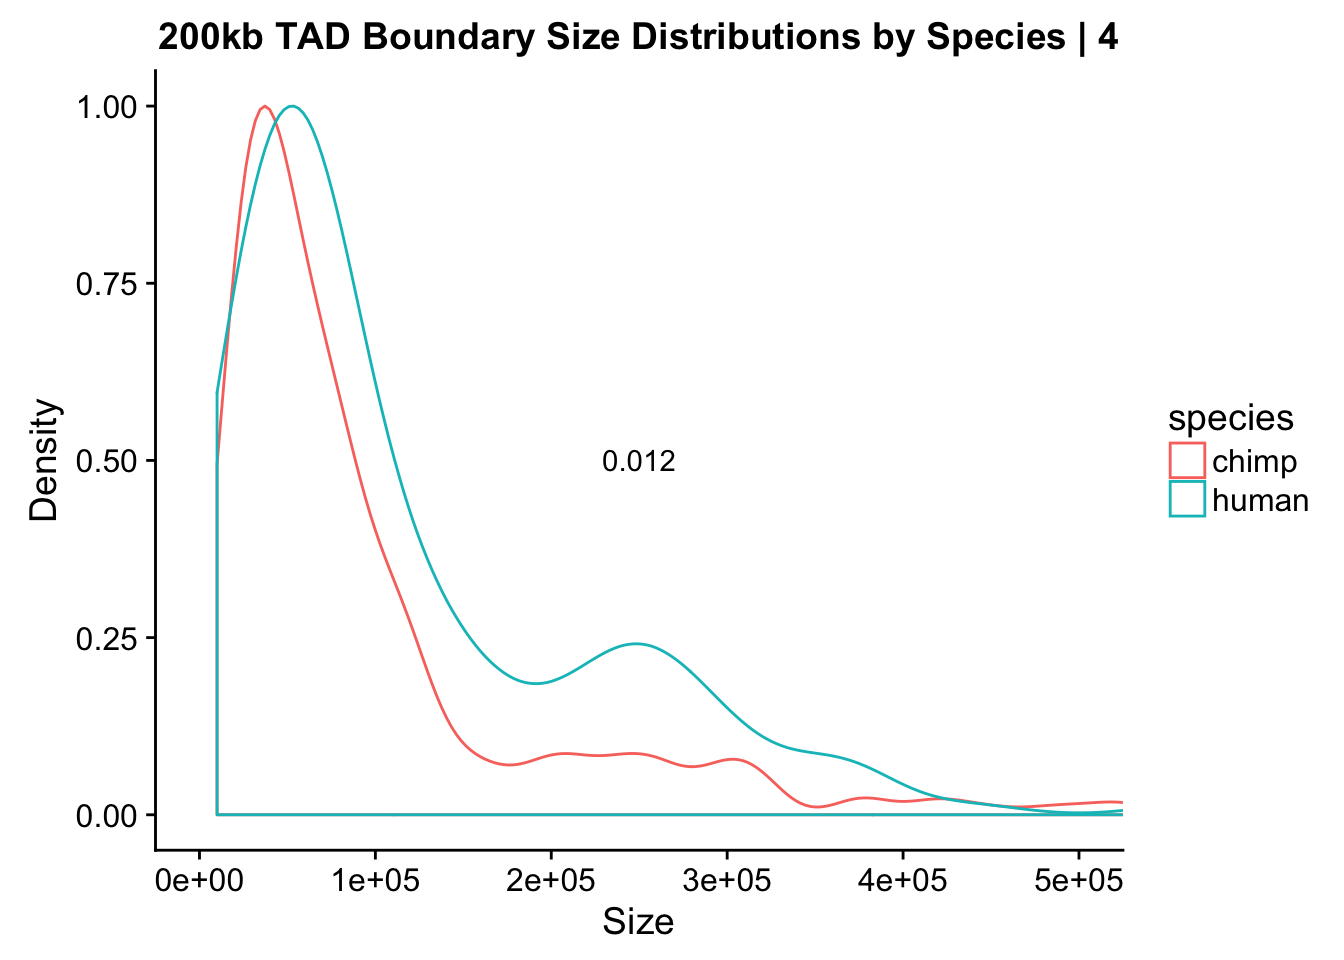 200kb TAD Boundary Size Distributions by Species | 4
1.00
0.75
0.50
0.25
0.00
Density
0.012
0e+00 1e+05 2e+05 3e+05 4e+05 5e+05
Size
species
chimp
human